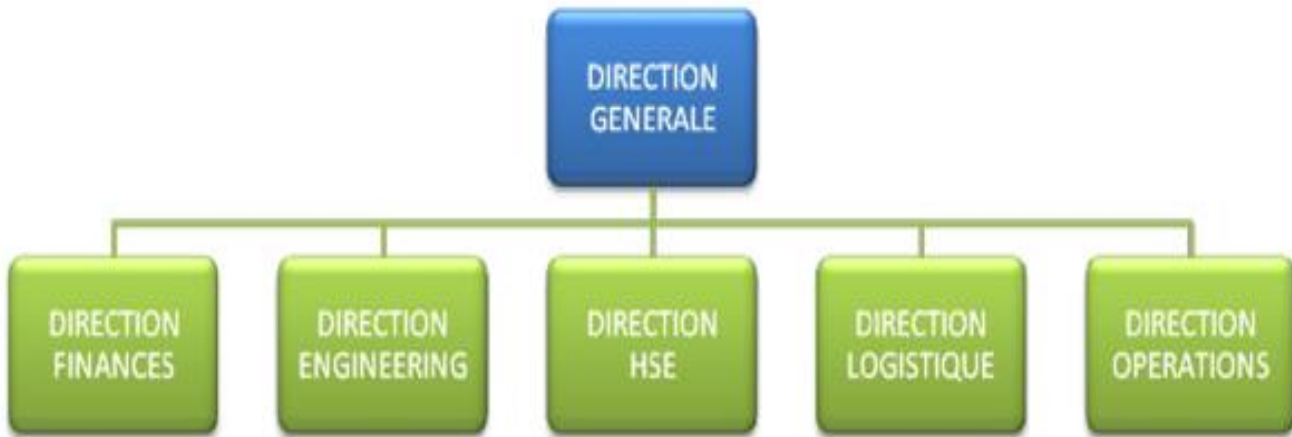 DIRECTION
GENERALE
DIRECTION
FINANCES
DIRECTION
ENGINEERING
DIRECTION
HSE
DIRECTION
LOGISTIQUE
DIRECTION
OPERATIONS